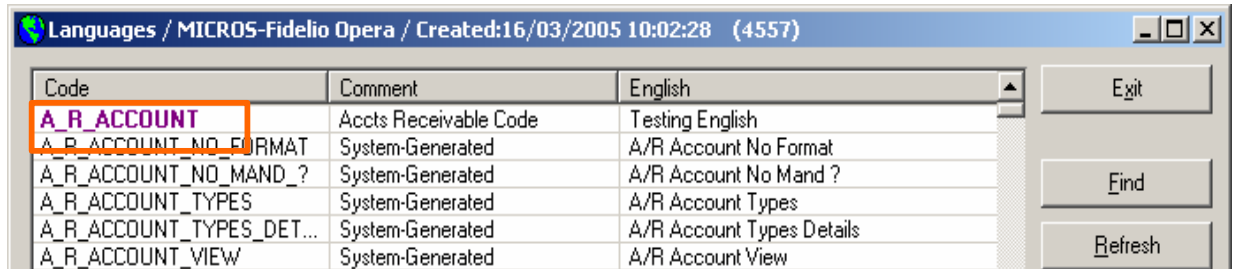 Languages / MICROS-Fidelio Opera / Created:16/03/2005 10:02:28 (4557)
Code Comment English Exit
A_R_ACCOUNT Accts Receivable Code Testing English
A_R_ACCOUNT_NO_FORMAT System-Generated A/R Account No Format
A_R_ACCOUNT_NO_MAND_? System-Generated A/R Account No Mand ? Find
A_R_ACCOUNT_TYPES System-Generated A/R Account Types
A_R_ACCOUNT_TYPES_DET... System-Generated A/R Account Types Details Refresh
A_R_ACCOUNT_VIEW System-Generated A/R Account View